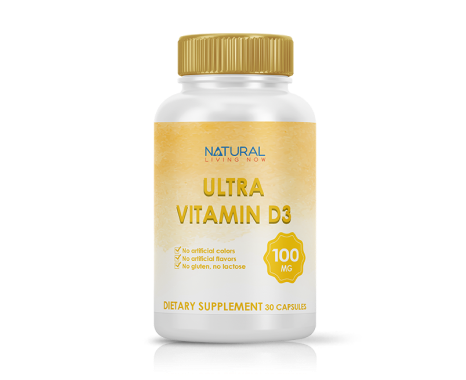 NATURAL
LIVING NOW
ULTRA
VITAMIN D3
No artificial colors
No artificial flavors
No gluten, no lactose
100
MG
DIETARY SUPPLEMENT 30 CAPSULES